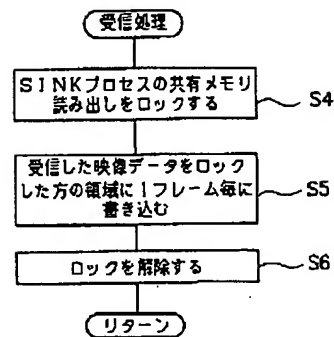 受信処理
SINKプロセスの共有メモリ
読み出しをロックする
S4
受信した映像データをロック
した方の領域に1フレーム毎に
書き込む
S5
ロックを解除する
S6
リターン